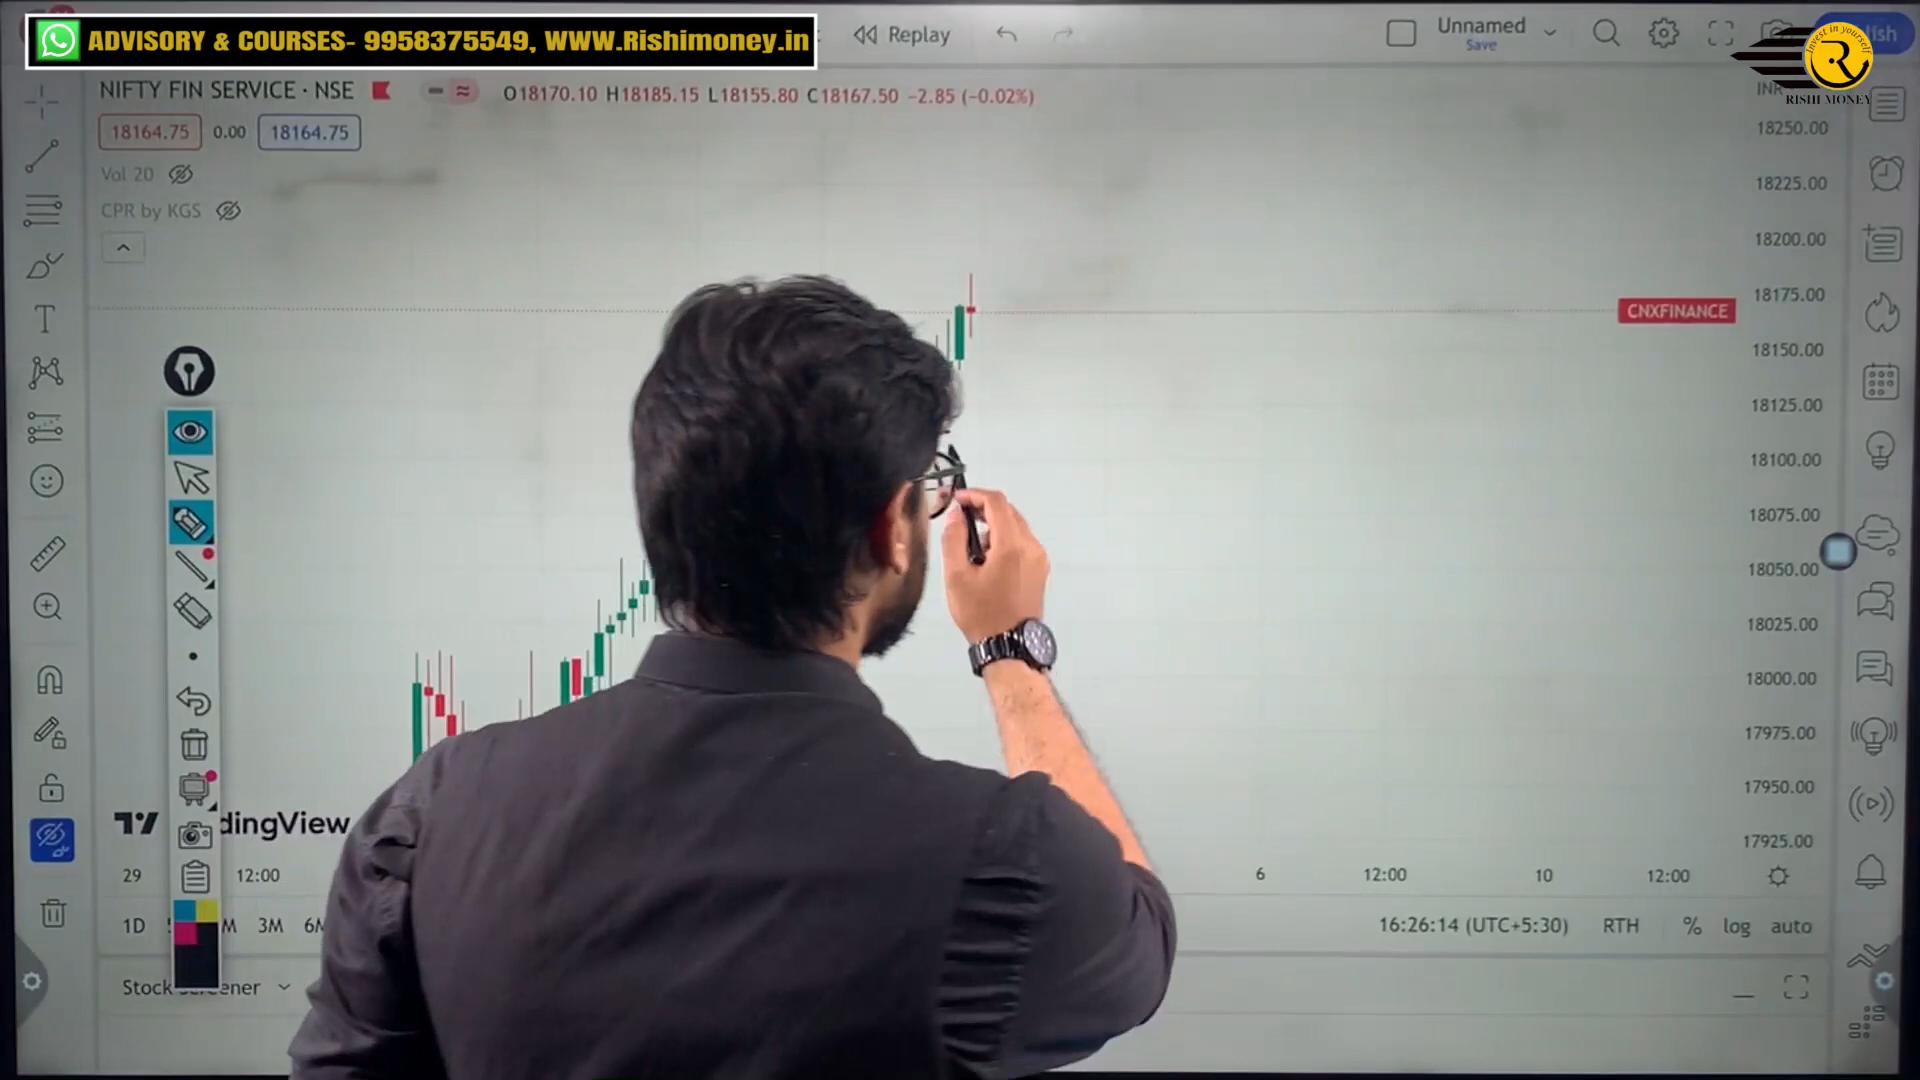 ADVISORY & COURSES- 9958375549, WWW.Rishimoney.in
Replay
Unnamed
Save
lish
Invest in yourself
R
RISHI MONEY
NIFTY FIN SERVICE · NSE
O18170.10 H18185.15 L18155.80 C18167.50 −2.85 (−0.02%)
INR
18164.75 0.00 18164.75
Vol 20
CPR by KGS
18250.00
18225.00
18200.00
18175.00
CNXFINANCE
18150.00
18125.00
18100.00
18075.00
18050.00
18025.00
18000.00
17975.00
17950.00
17925.00
dingView
29 12:00 6 12:00 10 12:00
1D M 3M 6M
16:26:14 (UTC+5:30) RTH % log auto
Stock Screener